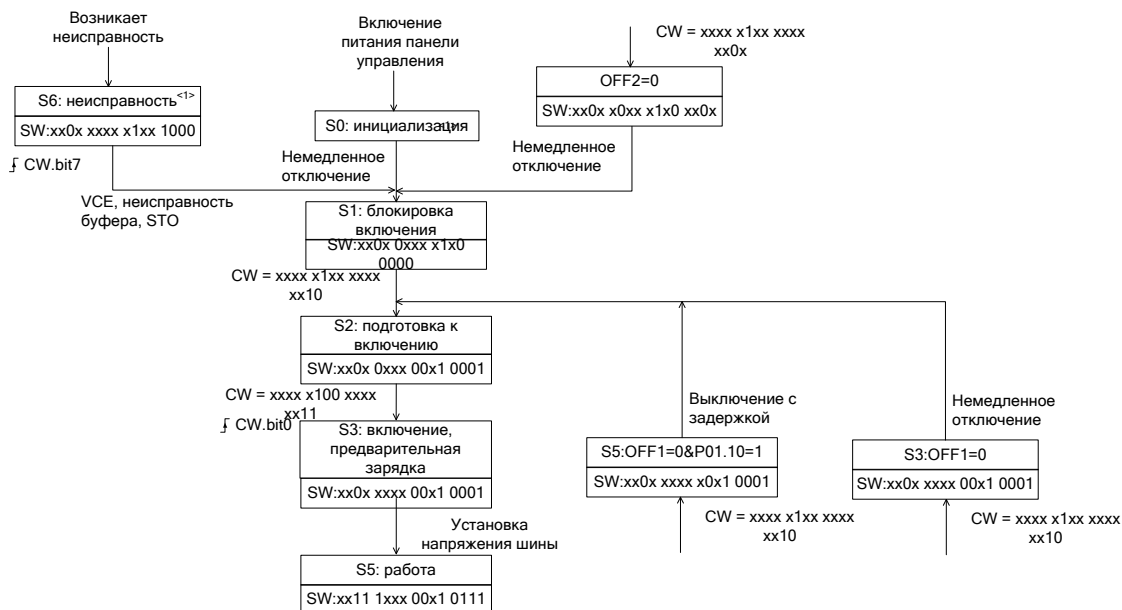 Возникает
неисправность
Включение
питания панели
управления
CW = xxxx x1xx xxxx
xx0x
S6: неисправность<1>
SW:xx0x xxxx x1xx 1000
OFF2=0
SW:xx0x x0xx x1x0 xx0x
S0: инициализация
CW.bit7
Немедленное
отключение
Немедленное
отключение
VCE, неисправность
буфера, STO
S1: блокировка
включения
SW:xx0x 0xxx x1x0
0000
CW = xxxx x1xx xxxx
xx10
S2: подготовка к
включению
SW:xx0x 0xxx 00x1 0001
CW = xxxx x100 xxxx
xx11
CW.bit0
Выключение с
задержкой
Немедленное
отключение
S3: включение,
предварительная
зарядка
SW:xx0x xxxx 00x1 0001
S5:OFF1=0&P01.10=1
SW:xx0x xxxx x0x1 0001
S3:OFF1=0
SW:xx0x xxxx 00x1 0001
CW = xxxx x1xx xxxx
xx10
CW = xxxx x1xx xxxx
xx10
Установка
напряжения шины
S5: работа
SW:xx11 1xxx 00x1 0111